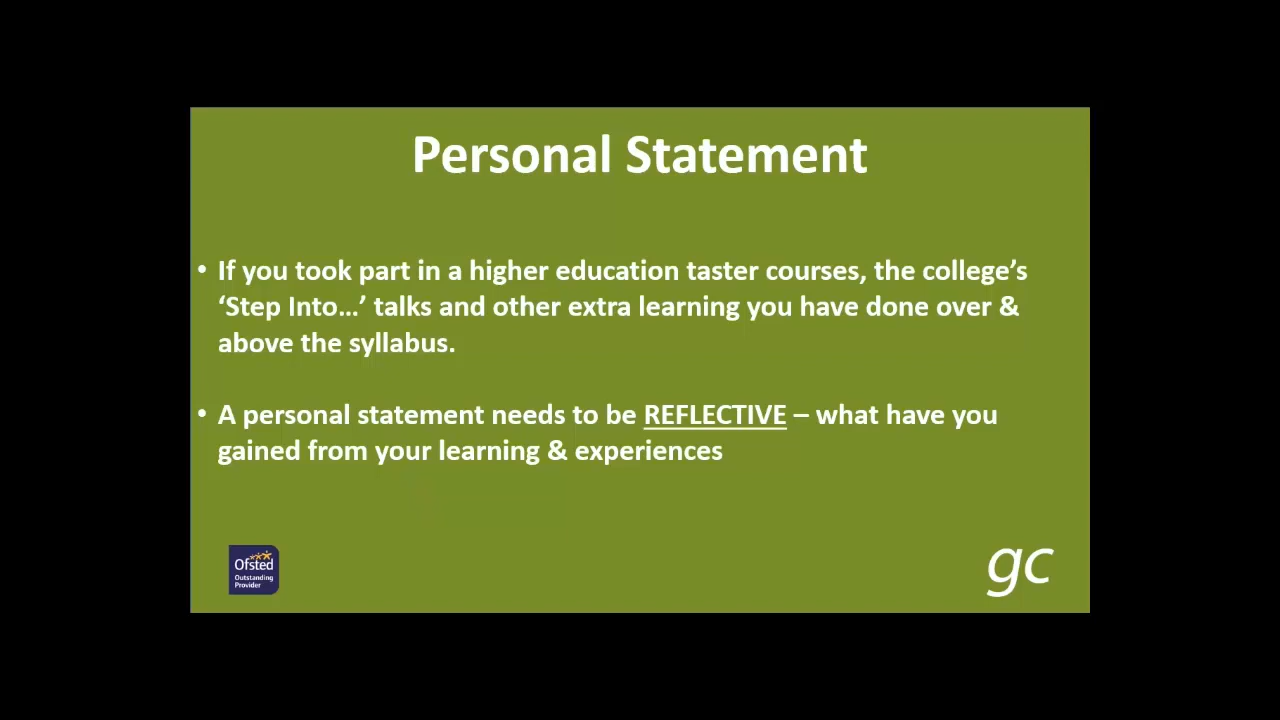 Personal Statement
• If you took part in a higher education taster courses, the college’s
‘Step Into…’ talks and other extra learning you have done over &
above the syllabus.
• A personal statement needs to be REFLECTIVE – what have you
gained from your learning & experiences
Ofsted
Outstanding
Provider
gc